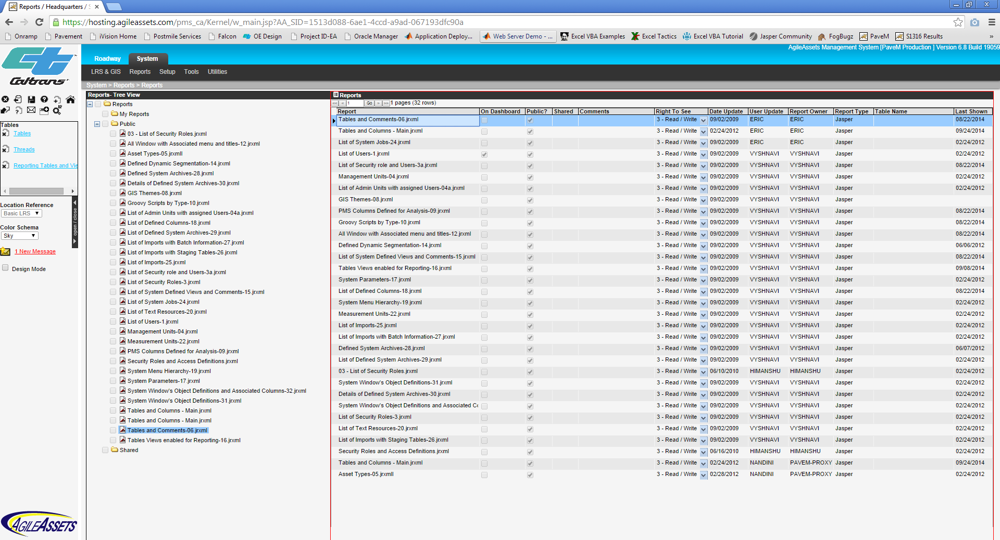 Reports / Headquarters / S
https://hosting.agileassets.com/pms_ca/Kernel/w_main.jsp?AA_SID=1513d088-6ae1-4ccd-a9ad-067193dfc90a
Onramp Pavement iVision Home Postmile Services Falcon OE Design Project ID-EA Oracle Manager Application Deploy... Web Server Demo - ... Excel VBA Examples Excel Tactics Excel VBA Tutorial Jasper Community FogBugz PaveM S1316 Results »
AgileAssets Management System [PaveM Production ] Version 6.8 Build 19059
Caltrans
Roadway System
LRS & GIS Reports Setup Tools Utilities
System > Reports > Reports
Tables
Tables
Threads
Reporting Tables and Vie
Location Reference
Basic LRS
Color Schema
Sky
1 New Message
Design Mode
open / close
AGILEASSETS
Reports- Tree View
Reports
My Reports
Public
03 - List of Security Roles.jrxml
All Window with Associated menu and titles-12.jrxml
Asset Types-05.jrxmll
Defined Dynamic Segmentation-14.jrxml
Defined System Archives-28.jrxml
Details of Defined System Archives-30.jrxml
GIS Themes-08.jrxml
Groovy Scripts by Type-10.jrxml
List of Admin Units with assigned Users-04a.jrxml
List of Defined Columns-18.jrxml
List of Defined System Archives-29.jrxml
List of Imports with Batch Information-27.jrxml
List of Imports with Staging Tables-26.jrxml
List of Imports-25.jrxml
List of Security role and Users-3a.jrxml
List of Security Roles-3.jrxml
List of System Defined Views and Comments-15.jrxml
List of System Jobs-24.jrxml
List of Text Resources-20.jrxml
List of Users-1.jrxml
Management Units-04.jrxml
Measurement Units-22.jrxml
PMS Columns Defined for Analysis-09.jrxml
Security Roles and Access Definitions.jrxml
System Menu Hierarchy-19.jrxml
System Parameters-17.jrxml
System Window's Object Definitions and Associated Columns-32.jrxml
System Window's Object Definitions-31.jrxml
Tables and Columns - Main.jrxml
Tables and Columns - Main.jrxml
Tables and Comments-06.jrxml
Tables Views enabled for Reporting-16.jrxml
Shared
Reports
<< < 1 Go > >> 1 pages (32 rows)
Report On Dashboard Public? Shared Comments Right To See Date Update User Update Report Owner Report Type Table Name Last Shown
Tables and Comments-06.jrxml 3 - Read / Write 09/02/2009 ERIC ERIC Jasper 08/22/2014
Tables and Columns - Main.jrxml 3 - Read / Write 02/24/2012 ERIC ERIC Jasper 09/24/2014
List of System Jobs-24.jrxml 3 - Read / Write 09/02/2009 ERIC ERIC Jasper 02/24/2012
List of Users-1.jrxml 3 - Read / Write 09/02/2009 VYSHNAVI VYSHNAVI Jasper 02/24/2012
List of Security role and Users-3a.jrxml 3 - Read / Write 09/02/2009 VYSHNAVI VYSHNAVI Jasper 08/22/2014
Management Units-04.jrxml 3 - Read / Write 09/02/2009 VYSHNAVI VYSHNAVI Jasper 02/24/2012
List of Admin Units with assigned Users-04a.jrxml 3 - Read / Write 09/02/2009 VYSHNAVI VYSHNAVI Jasper 02/24/2012
GIS Themes-08.jrxml 3 - Read / Write 09/02/2009 VYSHNAVI VYSHNAVI Jasper
PMS Columns Defined for Analysis-09.jrxml 3 - Read / Write 09/02/2009 VYSHNAVI VYSHNAVI Jasper 08/22/2014
Groovy Scripts by Type-10.jrxml 3 - Read / Write 09/02/2009 VYSHNAVI VYSHNAVI Jasper 08/22/2014
All Window with Associated menu and titles-12.jrxml 3 - Read / Write 09/02/2009 VYSHNAVI VYSHNAVI Jasper 08/22/2014
Defined Dynamic Segmentation-14.jrxml 3 - Read / Write 09/02/2009 VYSHNAVI VYSHNAVI Jasper 06/06/2012
List of System Defined Views and Comments-15.jrxml 3 - Read / Write 09/02/2009 VYSHNAVI VYSHNAVI Jasper 08/22/2014
Tables Views enabled for Reporting-16.jrxml 3 - Read / Write 09/02/2009 VYSHNAVI VYSHNAVI Jasper 09/08/2014
System Parameters-17.jrxml 3 - Read / Write 09/02/2009 VYSHNAVI VYSHNAVI Jasper 02/24/2012
List of Defined Columns-18.jrxml 3 - Read / Write 09/02/2009 VYSHNAVI VYSHNAVI Jasper 08/22/2014
System Menu Hierarchy-19.jrxml 3 - Read / Write 09/02/2009 VYSHNAVI VYSHNAVI Jasper 02/24/2012
Measurement Units-22.jrxml 3 - Read / Write 09/02/2009 VYSHNAVI VYSHNAVI Jasper 02/24/2012
List of Imports-25.jrxml 3 - Read / Write 09/02/2009 VYSHNAVI VYSHNAVI Jasper 02/24/2012
List of Imports with Batch Information-27.jrxml 3 - Read / Write 09/02/2009 VYSHNAVI VYSHNAVI Jasper 02/24/2012
Defined System Archives-28.jrxml 3 - Read / Write 09/02/2009 VYSHNAVI VYSHNAVI Jasper 06/07/2012
List of Defined System Archives-29.jrxml 3 - Read / Write 09/02/2009 VYSHNAVI VYSHNAVI Jasper 02/24/2012
03 - List of Security Roles.jrxml 3 - Read / Write 06/10/2010 HIMANSHU HIMANSHU Jasper 02/24/2012
System Window's Object Definitions-31.jrxml 3 - Read / Write 09/02/2009 VYSHNAVI VYSHNAVI Jasper 02/24/2012
Details of Defined System Archives-30.jrxml 3 - Read / Write 09/02/2009 VYSHNAVI VYSHNAVI Jasper 02/24/2012
System Window's Object Definitions and Associated Co 3 - Read / Write 09/02/2009 VYSHNAVI VYSHNAVI Jasper 02/24/2012
List of Security Roles-3.jrxml 3 - Read / Write 09/02/2009 VYSHNAVI VYSHNAVI Jasper 02/24/2012
List of Text Resources-20.jrxml 3 - Read / Write 09/02/2009 VYSHNAVI VYSHNAVI Jasper 02/24/2012
List of Imports with Staging Tables-26.jrxml 3 - Read / Write 09/02/2009 VYSHNAVI VYSHNAVI Jasper 02/24/2012
Security Roles and Access Definitions.jrxml 3 - Read / Write 06/16/2010 HIMANSHU HIMANSHU Jasper 02/24/2012
Tables and Columns - Main.jrxml 3 - Read / Write 02/24/2012 NANDINI PAVEM-PROXY Jasper 09/24/2014
Asset Types-05.jrxmll 3 - Read / Write 02/28/2012 NANDINI PAVEM-PROXY Jasper 02/24/2012